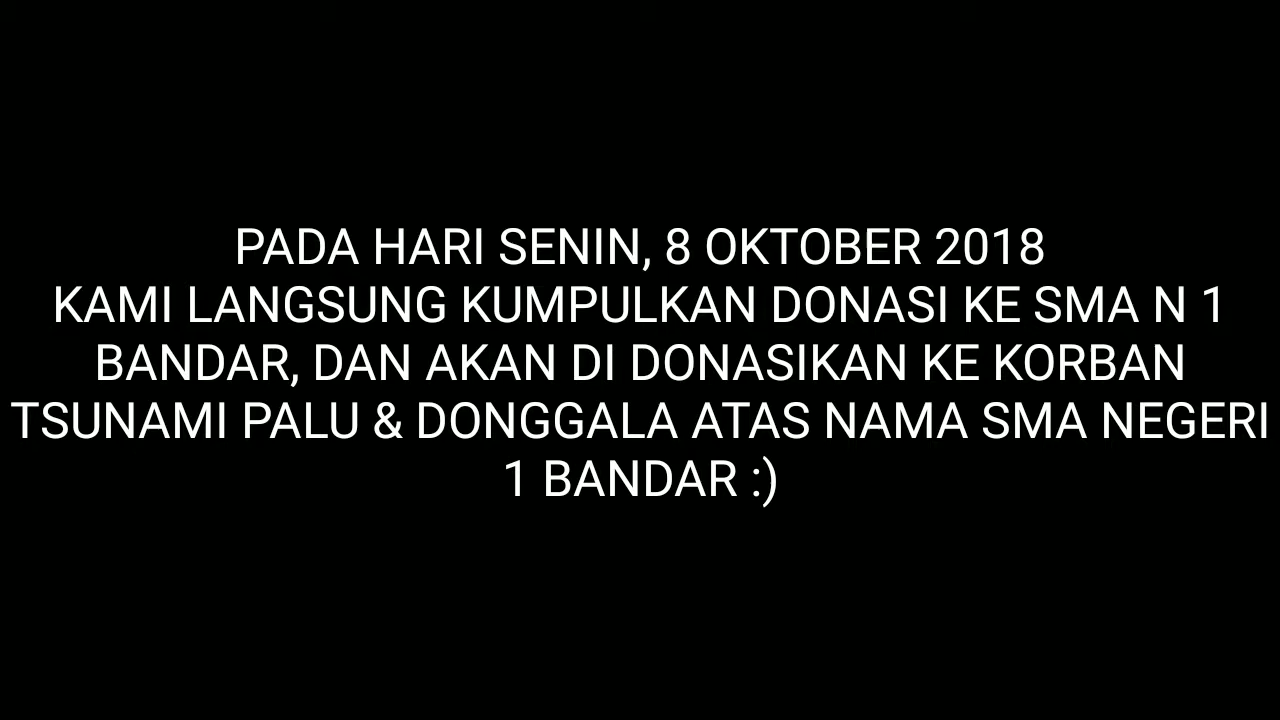 PADA HARI SENIN, 8 OKTOBER 2018
KAMI LANGSUNG KUMPULKAN DONASI KE SMA N 1
BANDAR, DAN AKAN DI DONASIKAN KE KORBAN
TSUNAMI PALU & DONGGALA ATAS NAMA SMA NEGERI
1 BANDAR :)